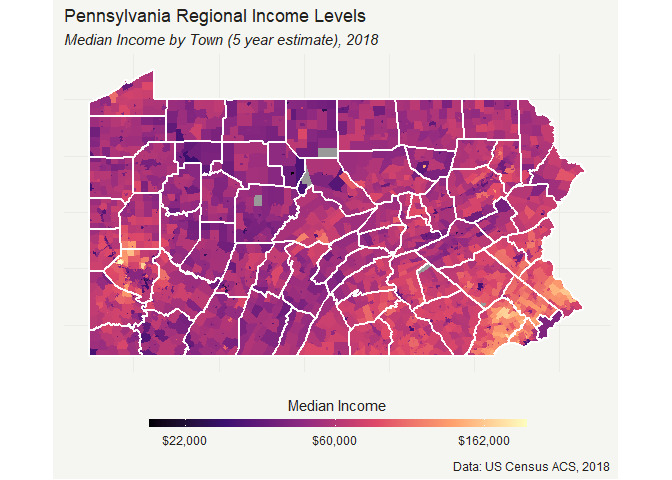 Pennsylvania Regional Income Levels
Median Income by Town (5 year estimate), 2018
Median Income
$22,000 $60,000 $162,000
Data: US Census ACS, 2018